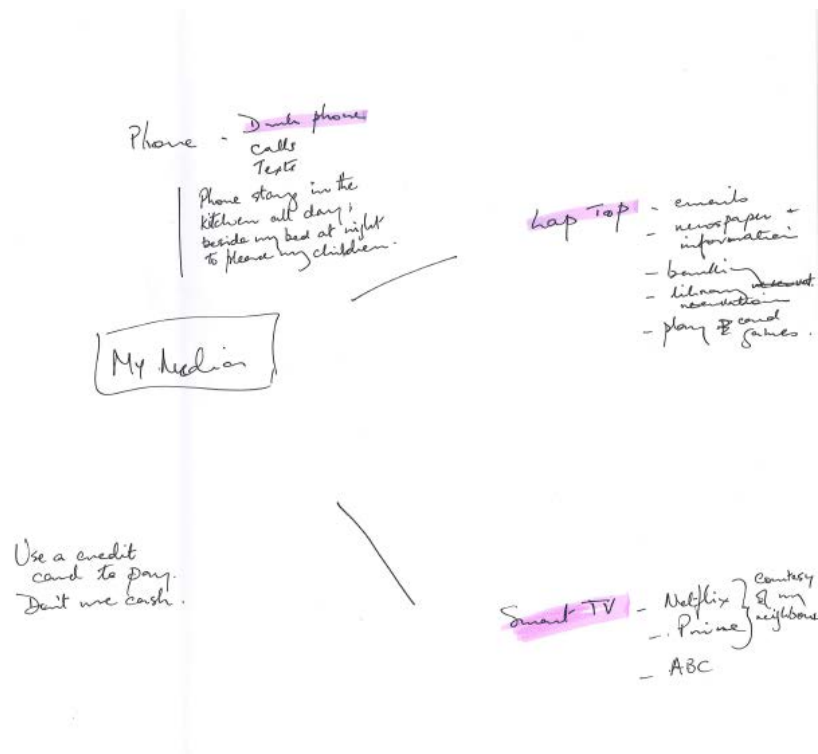 Phone - Dumb phone
calls
Texts
Phone stays in the
kitchen all day,
beside my bed at night
to please my children.
Lap Top - emails
- newspaper +
information
- banking
- library reservat.
reservation
- play card
games.
My Media
Use a credit
card to pay.
Don't use cash.
Smart TV - Netflix } courtesy
- Prime } of my
neighbour
- ABC